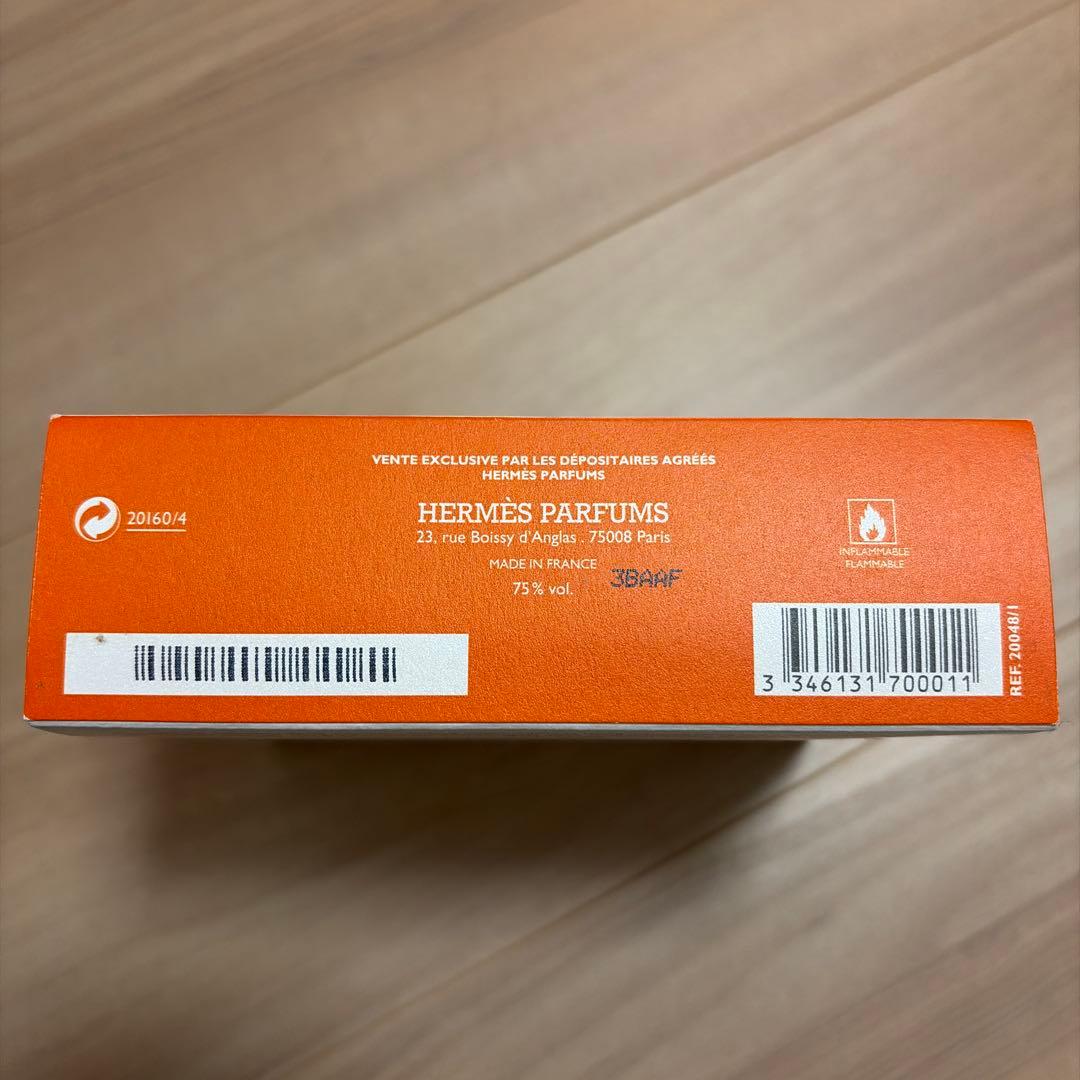 VENTE EXCLUSIVE PAR LES DÉPOSITAIRES AGRÉÉS
HERMÈS PARFUMS
HERMÈS PARFUMS
23, rue Boissy d'Anglas . 75008 Paris
MADE IN FRANCE
75% vol.
3BAAF
20160/4
INFLAMMABLE
FLAMMABLE
3 346131 700011
REF. 20048/1